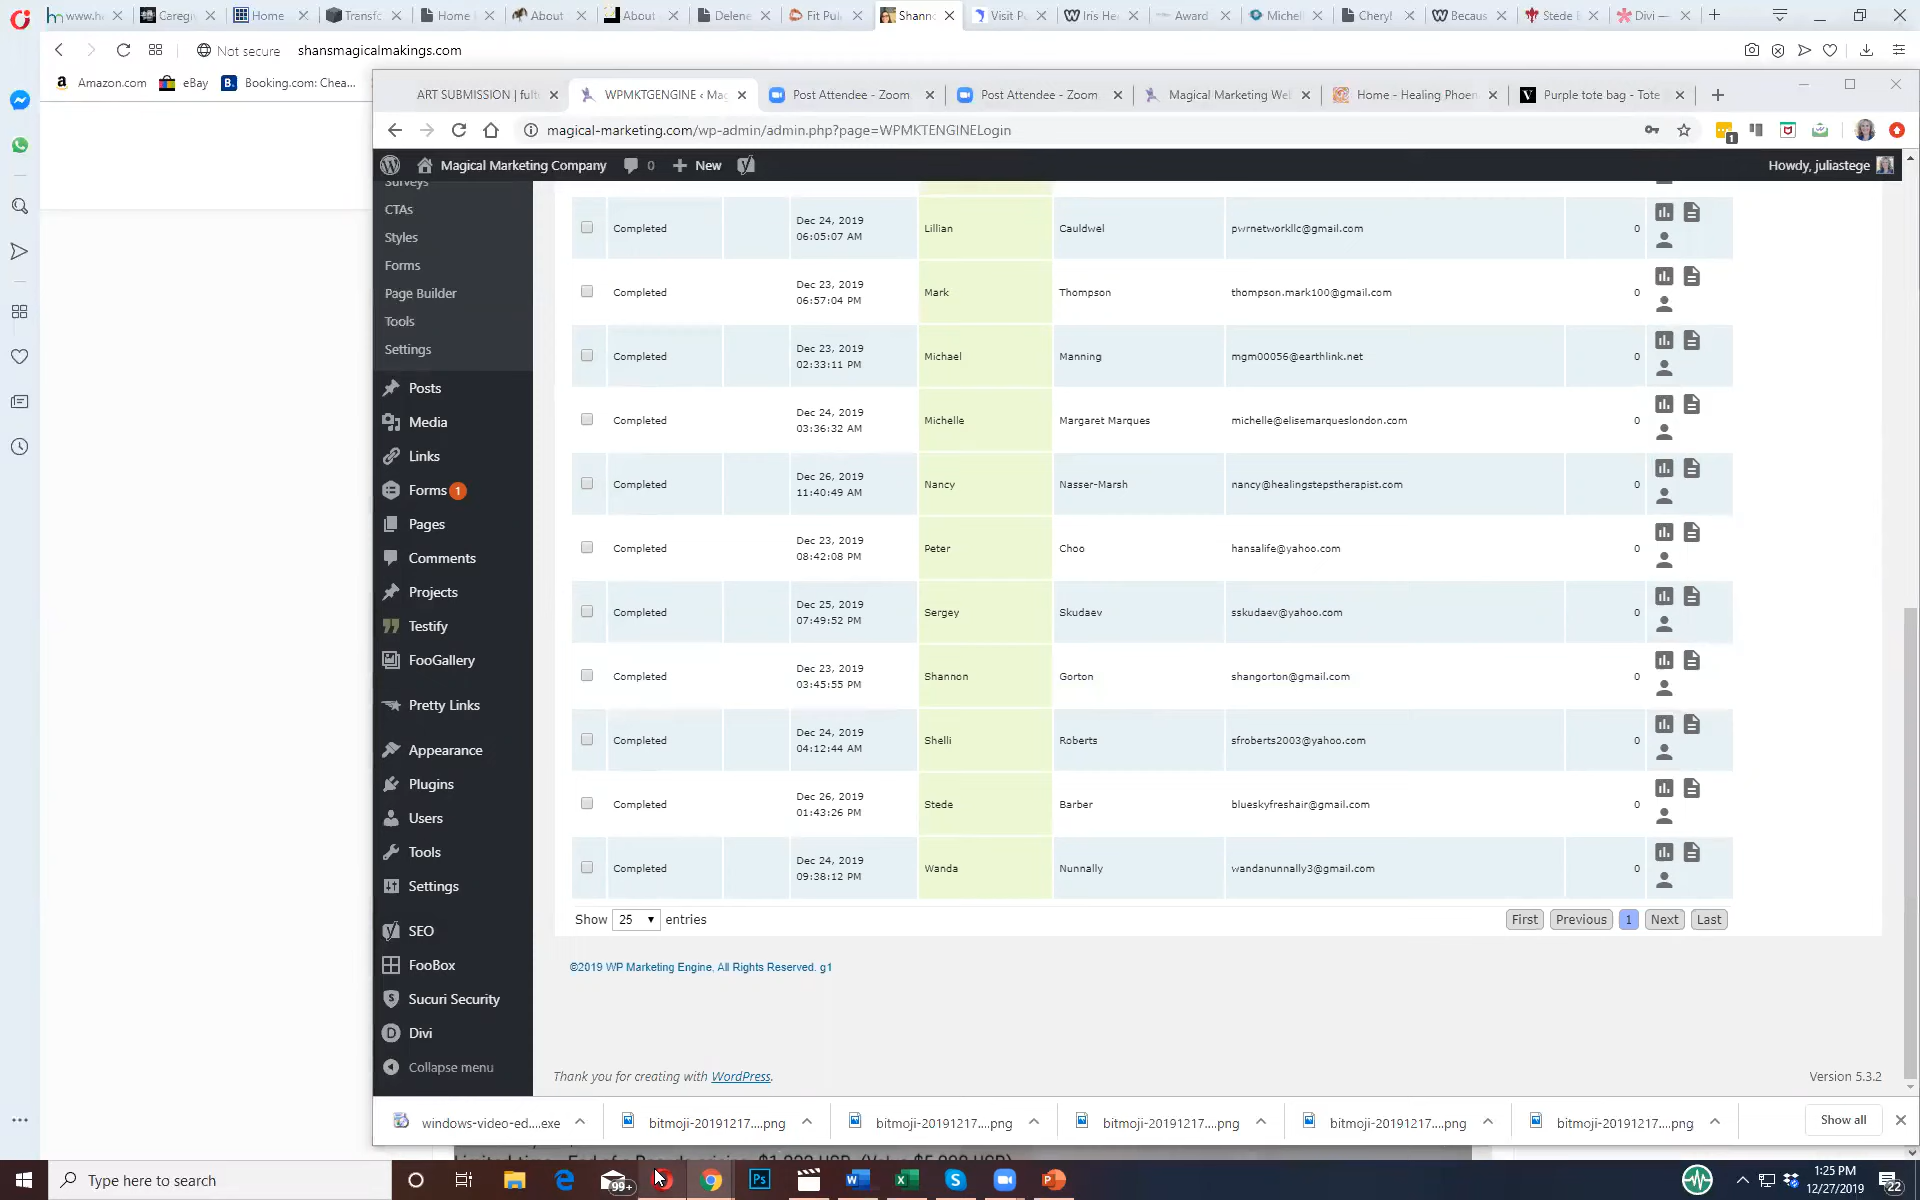 www.h
Caregi
Home
Transfc
Home
About
About
Delene
Fit Pul
Shann
Visit P
Iris He
Award
Michel
Cheryl
Becaus
Stede
Divi —
Not secure shansmagicalmakings.com
Amazon.com eBay Booking.com: Chea...
ART SUBMISSION | fult
WPMKTGENGINE ‹ Mag
Post Attendee - Zoom
Post Attendee - Zoom
Magical Marketing Wel
Home - Healing Phoen
Purple tote bag - Tote
magical-marketing.com/wp-admin/admin.php?page=WPMKTENGINELogin
Magical Marketing Company 0 New
Howdy, juliastege
Surveys
CTAs
Styles
Forms
Page Builder
Tools
Settings
Posts
Media
Links
Forms 1
Pages
Comments
Projects
Testify
FooGallery
Pretty Links
Appearance
Plugins
Users
Tools
Settings
SEO
FooBox
Sucuri Security
Divi
Collapse menu
Completed Dec 24, 2019 06:05:07 AM Lillian Cauldwel pwrnetworkllc@gmail.com 0
Completed Dec 23, 2019 06:57:04 PM Mark Thompson thompson.mark100@gmail.com 0
Completed Dec 23, 2019 02:33:11 PM Michael Manning mgm00056@earthlink.net 0
Completed Dec 24, 2019 03:36:32 AM Michelle Margaret Marques michelle@elisemarqueslondon.com 0
Completed Dec 26, 2019 11:40:49 AM Nancy Nasser-Marsh nancy@healingstepstherapist.com 0
Completed Dec 23, 2019 08:42:08 PM Peter Choo hansalife@yahoo.com 0
Completed Dec 25, 2019 07:49:52 PM Sergey Skudaev sskudaev@yahoo.com 0
Completed Dec 23, 2019 03:45:55 PM Shannon Gorton shangorton@gmail.com 0
Completed Dec 24, 2019 04:12:44 AM Shelli Roberts sfroberts2003@yahoo.com 0
Completed Dec 26, 2019 01:43:26 PM Stede Barber blueskyfreshair@gmail.com 0
Completed Dec 24, 2019 09:38:12 PM Wanda Nunnally wandanunnally3@gmail.com 0
Show 25 entries
First Previous 1 Next Last
©2019 WP Marketing Engine, All Rights Reserved. g1
Thank you for creating with WordPress.
Version 5.3.2
windows-video-ed....exe
bitmoji-20191217....png
bitmoji-20191217....png
bitmoji-20191217....png
bitmoji-20191217....png
bitmoji-20191217....png
Show all
Type here to search
99+
1:25 PM
12/27/2019
22